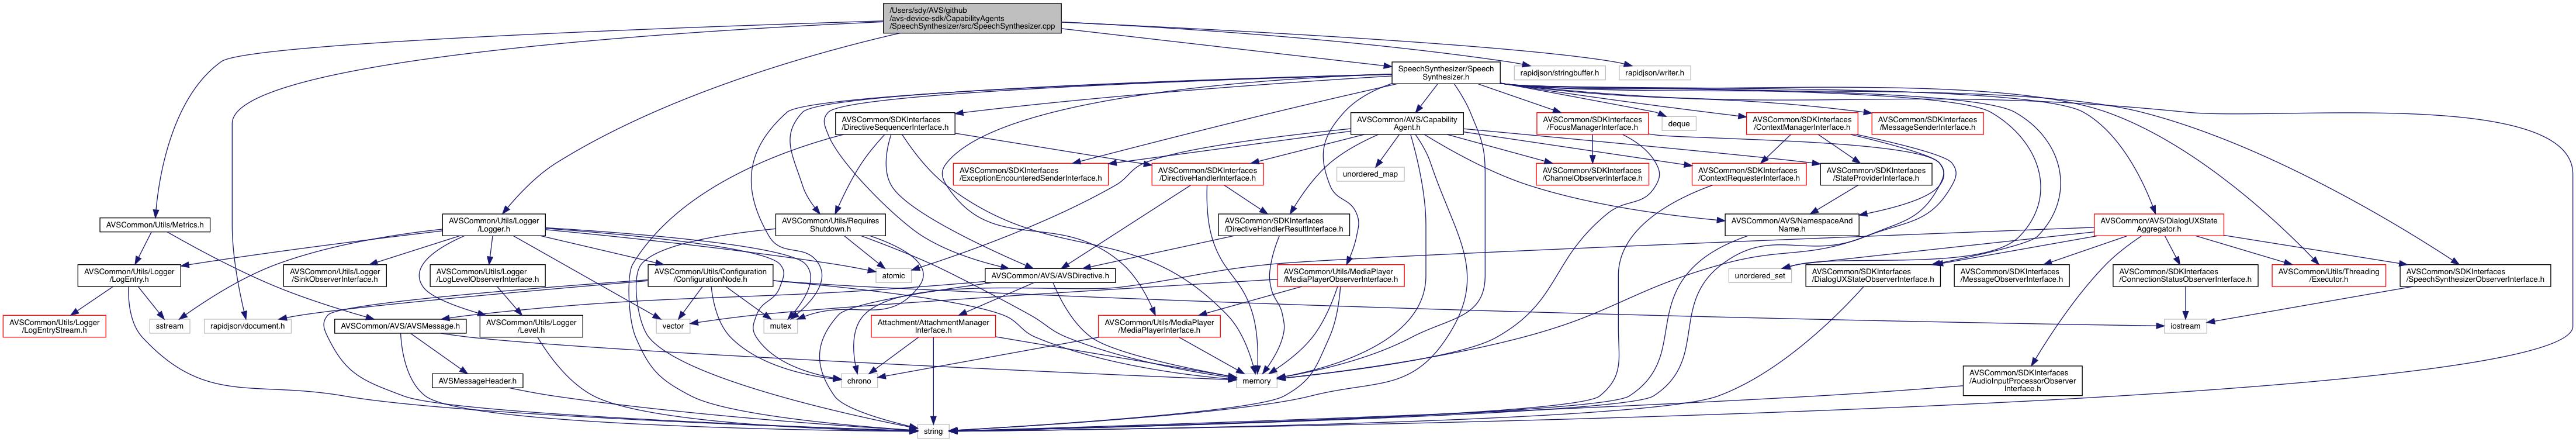 /Users/sdy/AVS/github
/avs-device-sdk/CapabilityAgents
/SpeechSynthesizer/src/SpeechSynthesizer.cpp
SpeechSynthesizer/Speech
Synthesizer.h
rapidjson/stringbuffer.h
rapidjson/writer.h
AVSCommon/SDKInterfaces
/DirectiveSequencerInterface.h
AVSCommon/AVS/Capability
Agent.h
AVSCommon/SDKInterfaces
/FocusManagerInterface.h
deque
AVSCommon/SDKInterfaces
/ContextManagerInterface.h
AVSCommon/SDKInterfaces
/MessageSenderInterface.h
AVSCommon/SDKInterfaces
/ExceptionEncounteredSenderInterface.h
AVSCommon/SDKInterfaces
/DirectiveHandlerInterface.h
unordered_map
AVSCommon/SDKInterfaces
/ChannelObserverInterface.h
AVSCommon/SDKInterfaces
/ContextRequesterInterface.h
AVSCommon/SDKInterfaces
/StateProviderInterface.h
AVSCommon/Utils/Metrics.h
AVSCommon/Utils/Logger
/Logger.h
AVSCommon/Utils/Requires
Shutdown.h
AVSCommon/SDKInterfaces
/DirectiveHandlerResultInterface.h
AVSCommon/AVS/NamespaceAnd
Name.h
AVSCommon/AVS/DialogUXState
Aggregator.h
AVSCommon/Utils/Logger
/LogEntry.h
AVSCommon/Utils/Logger
/SinkObserverInterface.h
AVSCommon/Utils/Logger
/LogLevelObserverInterface.h
AVSCommon/Utils/Configuration
/ConfigurationNode.h
atomic
AVSCommon/AVS/AVSDirective.h
AVSCommon/Utils/MediaPlayer
/MediaPlayerObserverInterface.h
unordered_set
AVSCommon/SDKInterfaces
/DialogUXStateObserverInterface.h
AVSCommon/SDKInterfaces
/MessageObserverInterface.h
AVSCommon/SDKInterfaces
/ConnectionStatusObserverInterface.h
AVSCommon/Utils/Threading
/Executor.h
AVSCommon/SDKInterfaces
/SpeechSynthesizerObserverInterface.h
AVSCommon/Utils/Logger
/LogEntryStream.h
sstream
rapidjson/document.h
AVSCommon/AVS/AVSMessage.h
AVSCommon/Utils/Logger
/Level.h
vector
mutex
Attachment/AttachmentManager
Interface.h
AVSCommon/Utils/MediaPlayer
/MediaPlayerInterface.h
iostream
AVSMessageHeader.h
chrono
memory
AVSCommon/SDKInterfaces
/AudioInputProcessorObserver
Interface.h
string